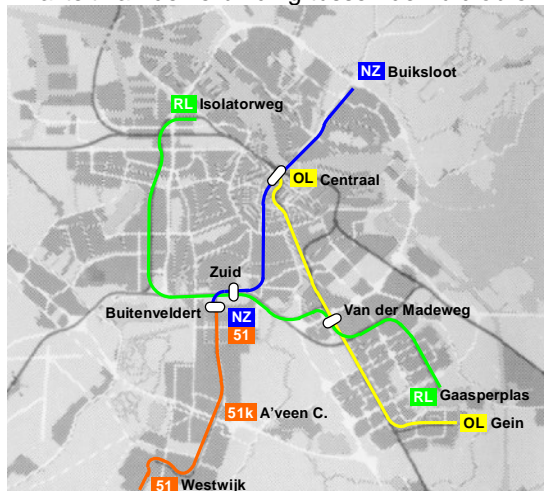 NZ Buiksloot
RL Isolatorweg
OL Centraal
Zuid
Buitenveldert
NZ
51
Van der Madeweg
RL Gaasperplas
51k A'veen C.
OL Gein
51 Westwijk